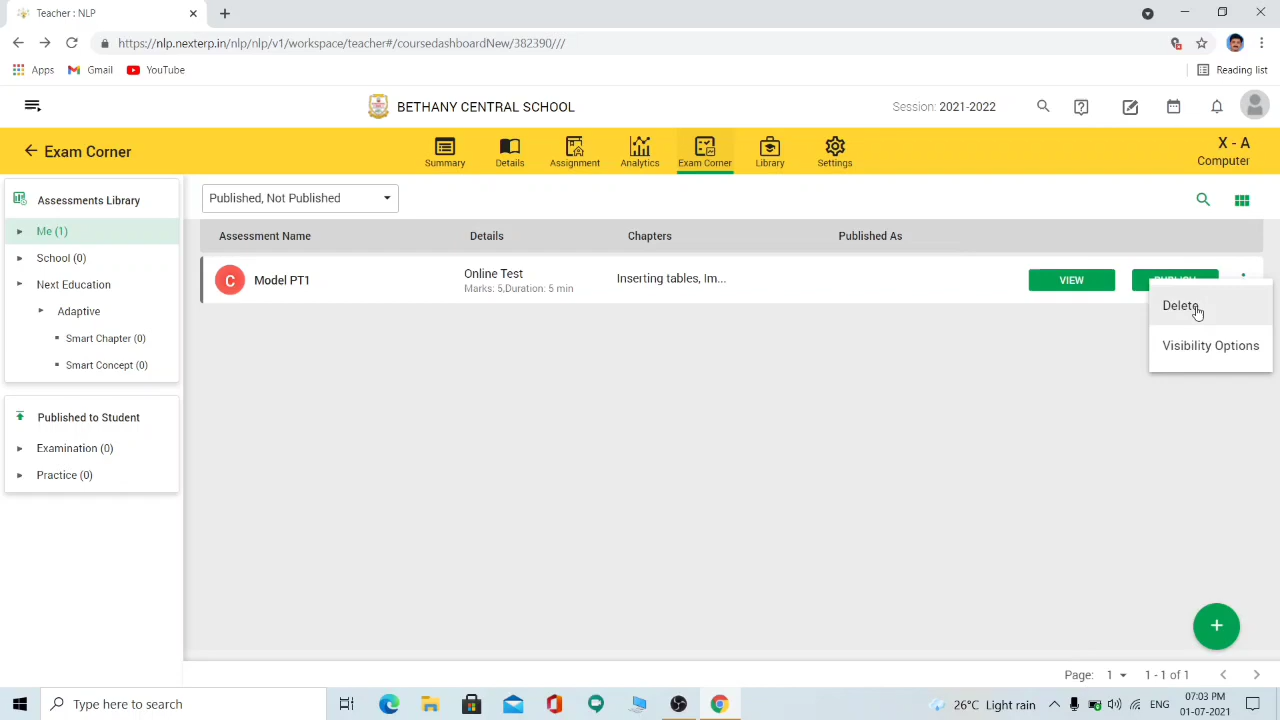 Teacher : NLP
https://nlp.nexterp.in/nlp/nlp/v1/workspace/teacher#/coursedashboardNew/382390///
Apps Gmail YouTube Reading list
BETHANY CENTRAL SCHOOL Session: 2021-2022
Exam Corner
Summary Details Assignment Analytics Exam Corner Library Settings
X - A
Computer
Assessments Library
Me (1)
School (0)
Next Education
Adaptive
Smart Chapter (0)
Smart Concept (0)
Published to Student
Examination (0)
Practice (0)
Published, Not Published
Assessment Name Details Chapters Published As
C Model PT1
Online Test
Marks: 5,Duration: 5 min
Inserting tables, Im...
VIEW PUBLISH
Delete
Visibility Options
+
Page: 1 1 - 1 of 1
Type here to search
26°C Light rain ENG
07:03 PM
01-07-2021